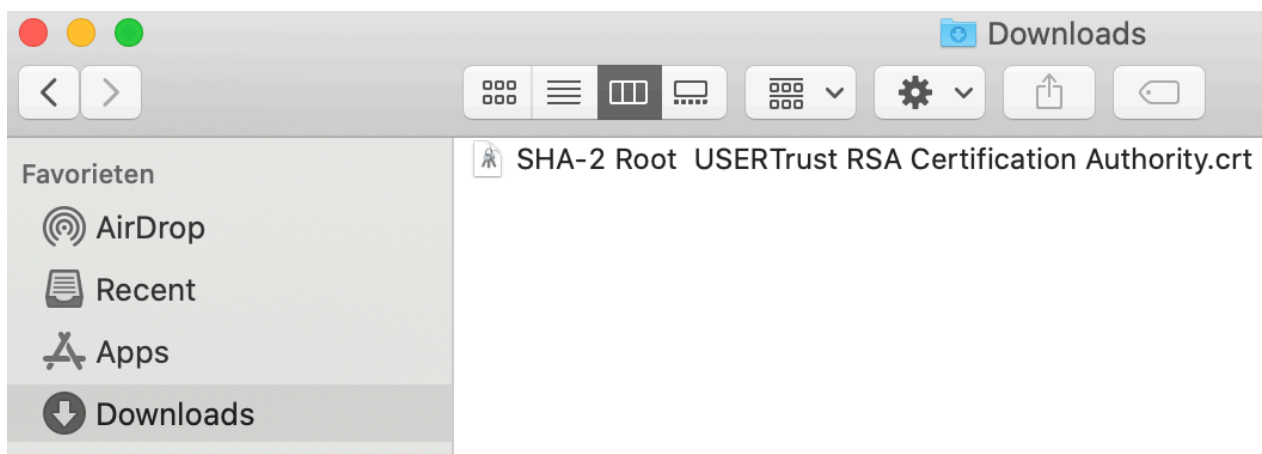 Downloads
Favorieten
SHA-2 Root  USERTrust RSA Certification Authority.crt
AirDrop
Recent
Apps
Downloads